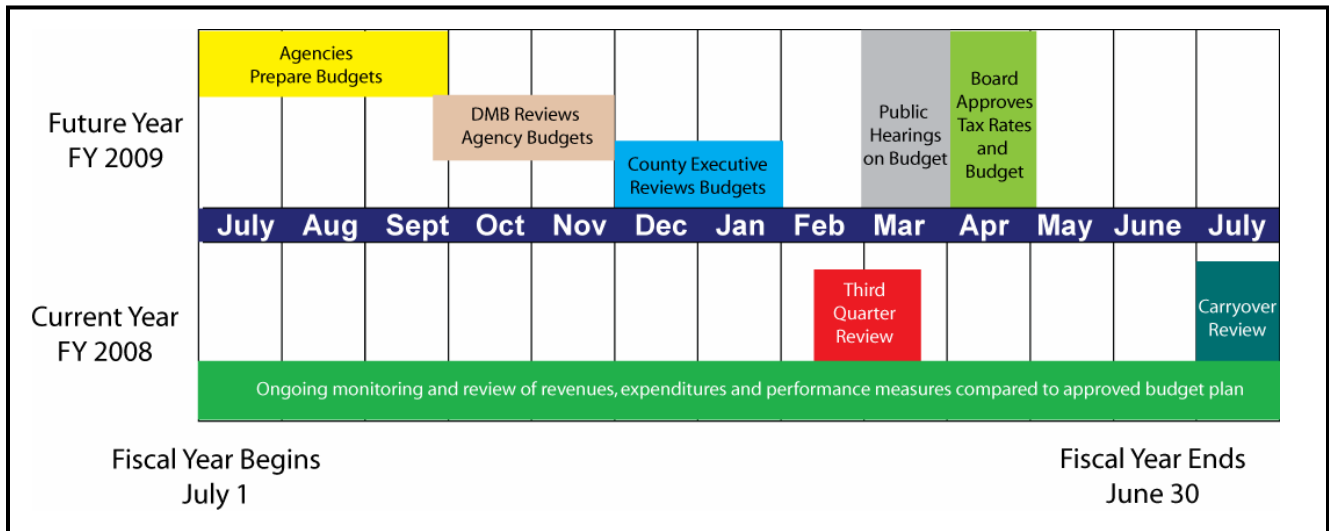 Agencies
Prepare Budgets
DMB Reviews
Agency Budgets
County Executive
Reviews Budgets
Public
Hearings
on Budget
Board
Approves
Tax Rates
and
Budget
Future Year
FY 2009
July Aug Sept Oct Nov Dec Jan Feb Mar Apr May June July
Current Year
FY 2008
Third
Quarter
Review
Carryover
Review
Ongoing monitoring and review of revenues, expenditures and performance measures compared to approved budget plan
Fiscal Year Begins
July 1
Fiscal Year Ends
June 30